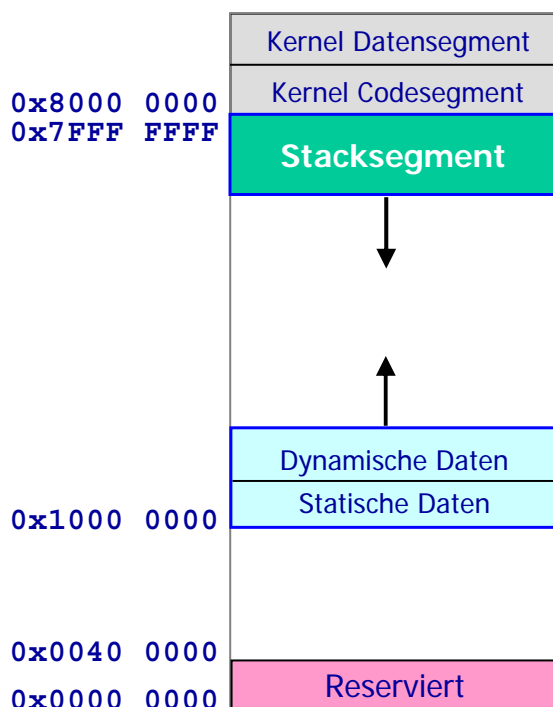 Kernel Datensegment
Kernel Codesegment
0x8000 0000
0x7FFF FFFF
Stacksegment
Dynamische Daten
Statische Daten
0x1000 0000
0x0040 0000
Reserviert
0x0000 0000